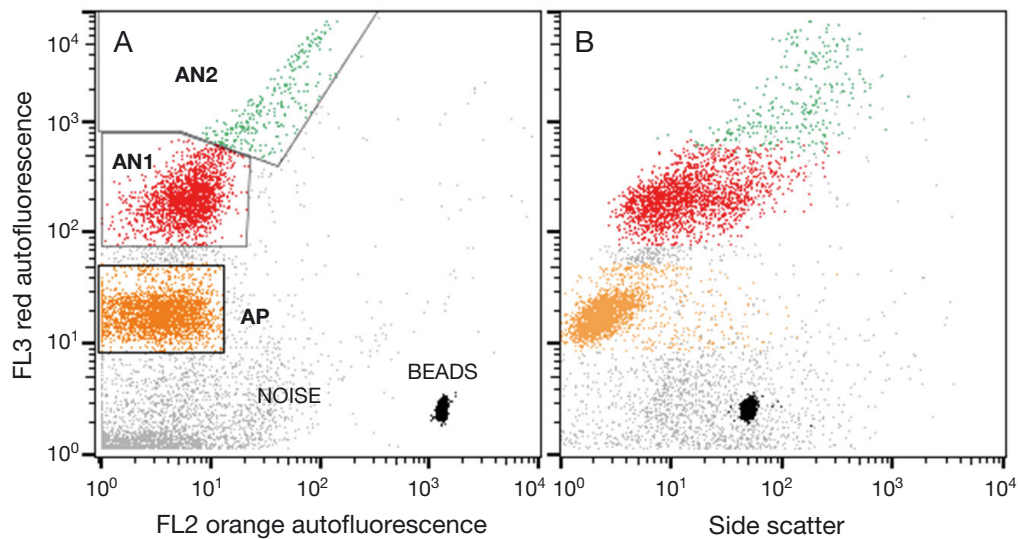 A
B
AN2
AN1
AP
NOISE
BEADS
FL3 red autofluorescence
10⁴
10³
10²
10¹
10⁰
10⁰ 10¹ 10² 10³ 10⁴
10⁰ 10¹ 10² 10³ 10⁴
FL2 orange autofluorescence
Side scatter